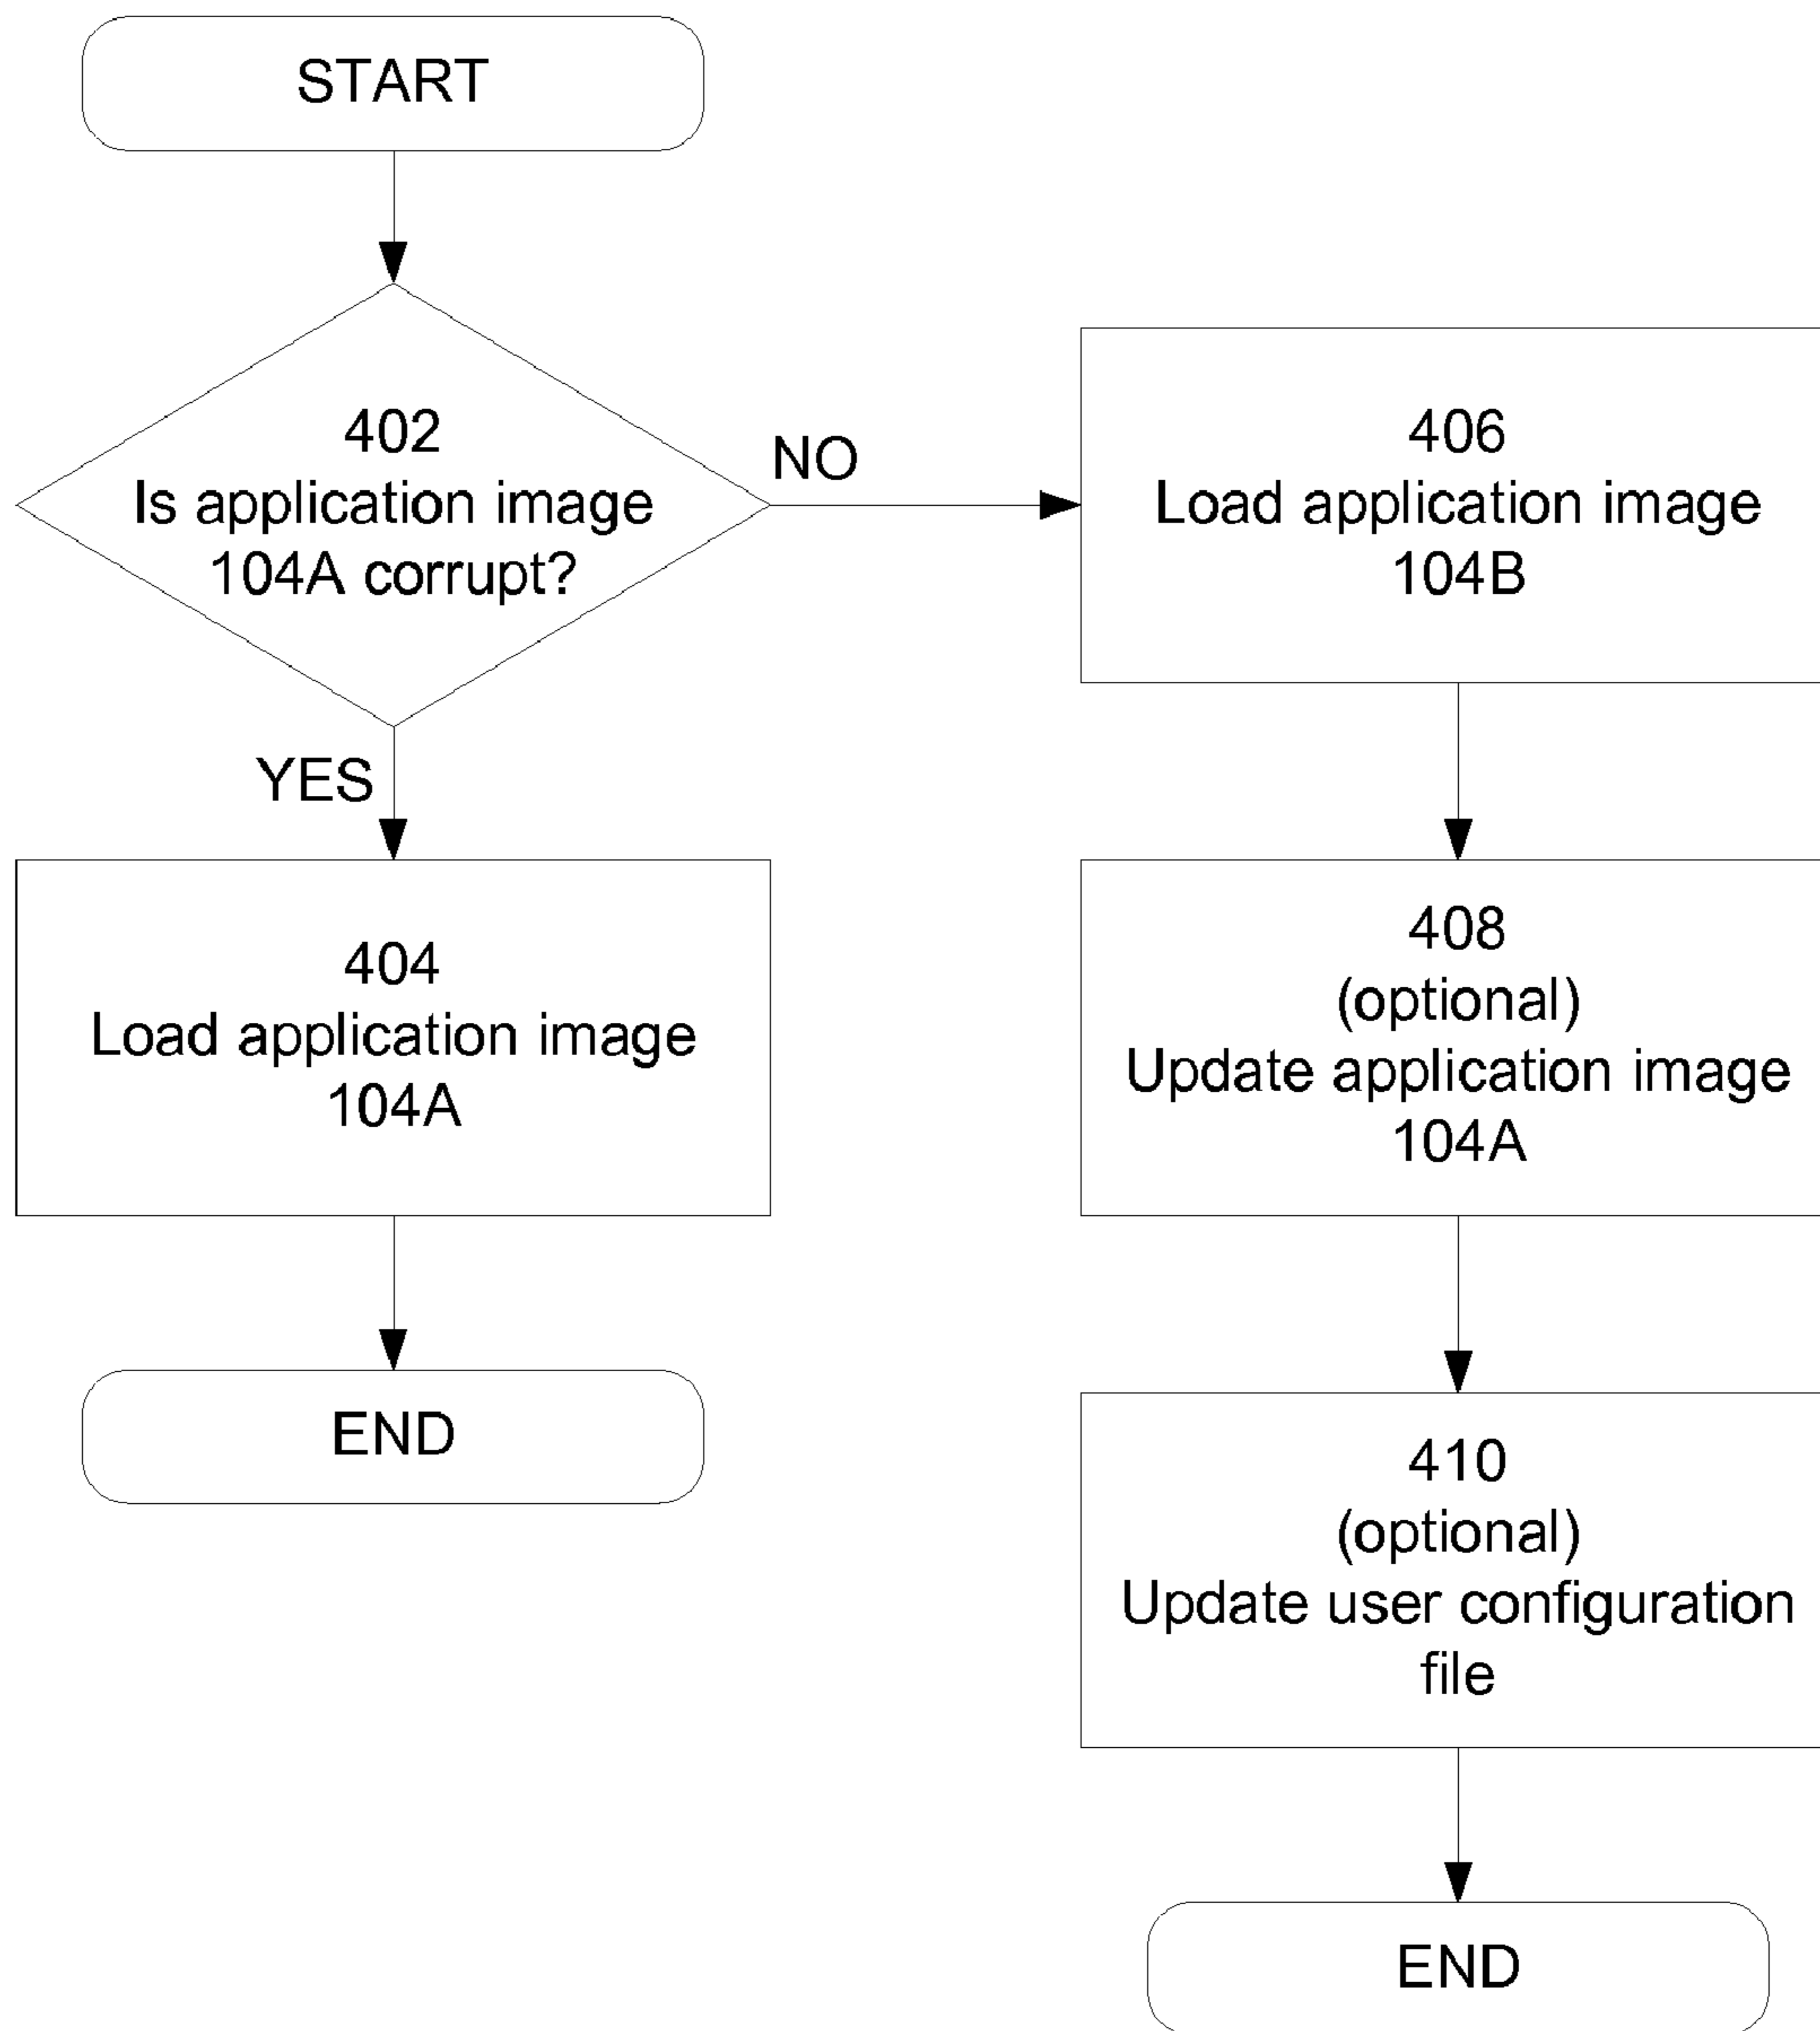 START
402
Is application image
104A corrupt?
NO
YES
404
Load application image
104A
END
406
Load application image
104B
408
(optional)
Update application image
104A
410
(optional)
Update user configuration
file
END